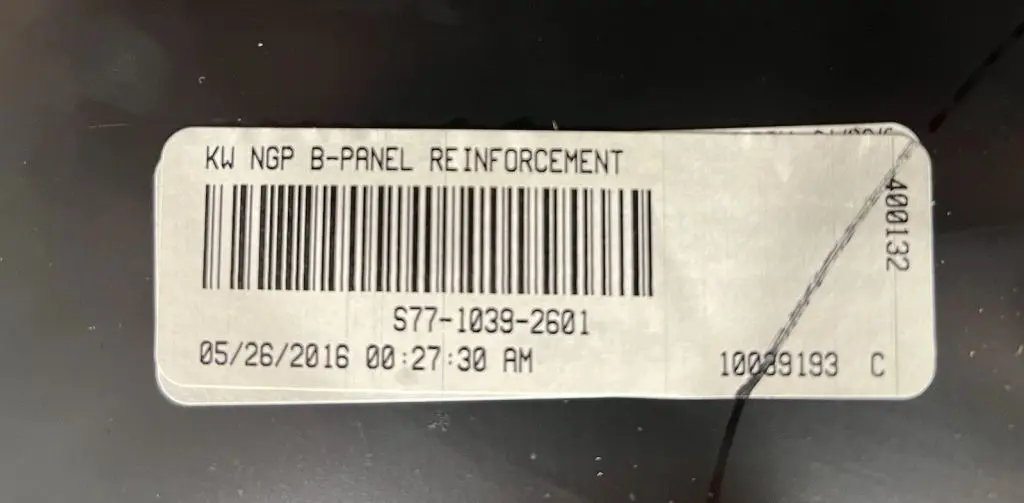 KW NGP B-PANEL REINFORCEMENT
400132
S77-1039-2601
05/26/2016 00:27:30 AM
10039193 C